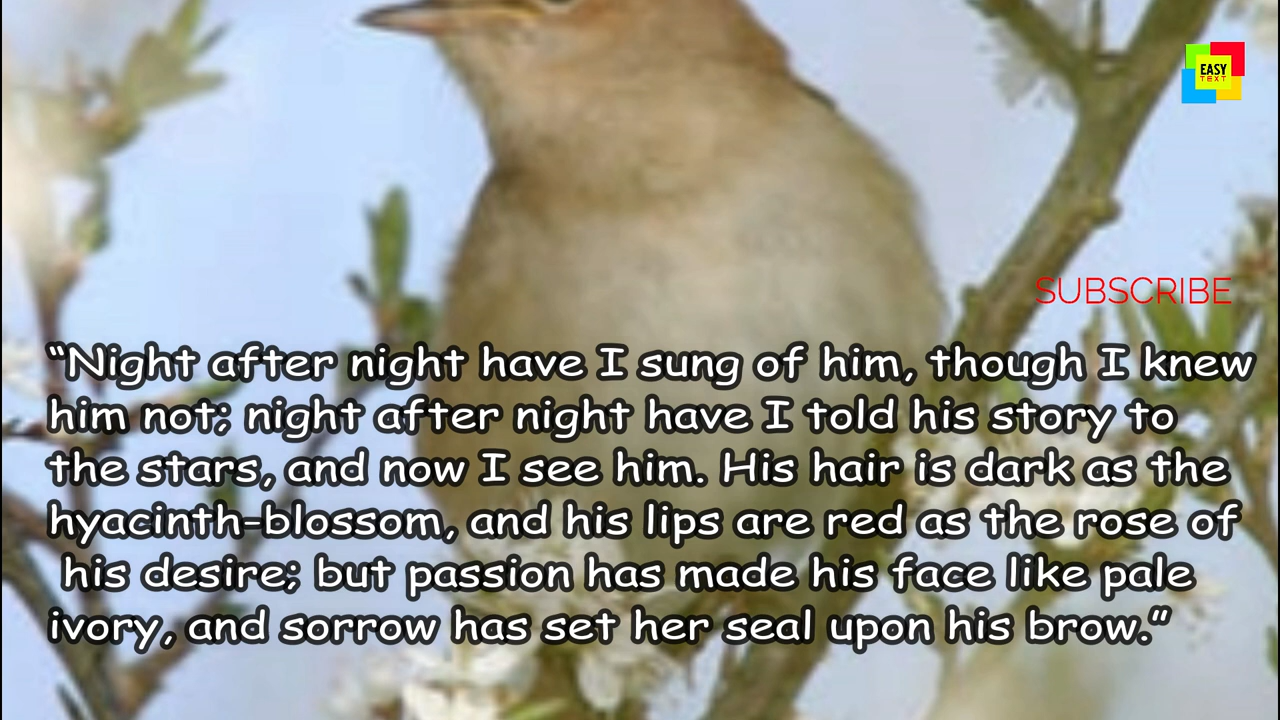 EASY
TEXT
SUBSCRIBE
“Night after night have I sung of him, though I knew
him not; night after night have I told his story to
the stars, and now I see him. His hair is dark as the
hyacinth-blossom, and his lips are red as the rose of
his desire; but passion has made his face like pale
ivory, and sorrow has set her seal upon his brow.”